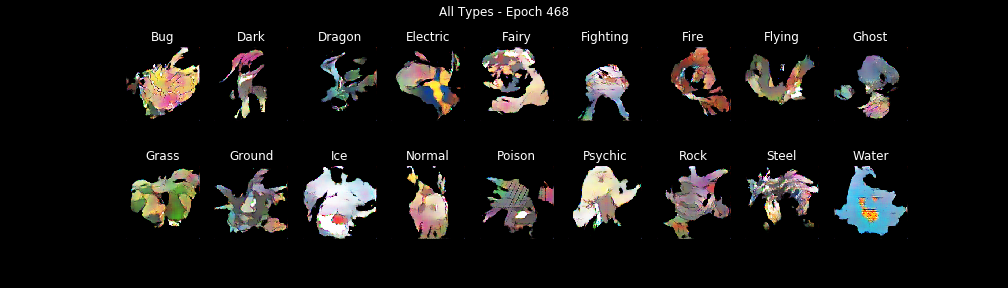 All Types - Epoch 468
Bug Dark Dragon Electric Fairy Fighting Fire Flying Ghost
Grass Ground Ice Normal Poison Psychic Rock Steel Water